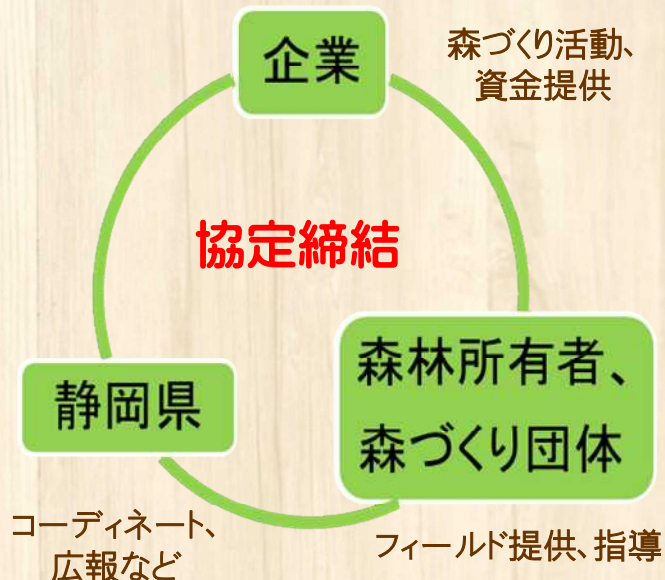 企業
森づくり活動、
資金提供
協定締結
静岡県
森林所有者、
森づくり団体
コーディネート、
広報など
フィールド提供、指導